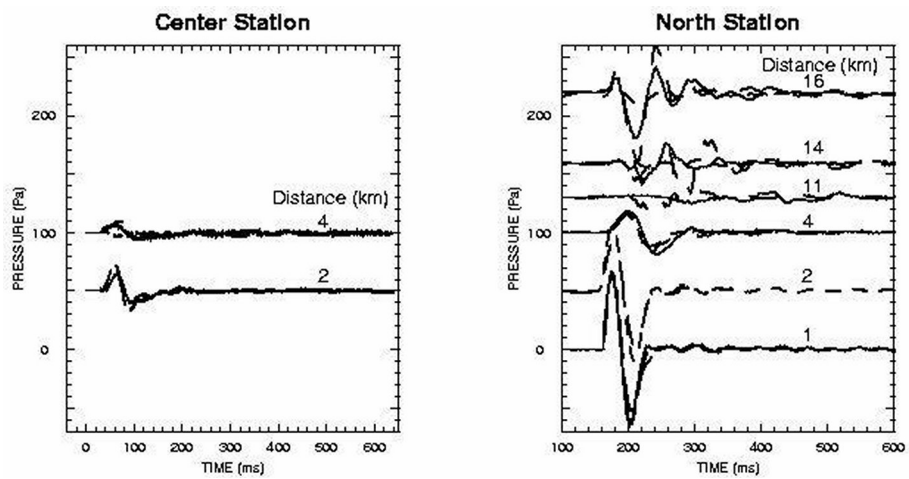 Center Station
North Station
200
100
0
PRESSURE (Pa)
Distance (km)
4
2
0 100 200 300 400 500 600
TIME (ms)
200
100
0
PRESSURE (Pa)
Distance (km)
16
14
11
4
2
1
100 200 300 400 500 600
TIME (ms)